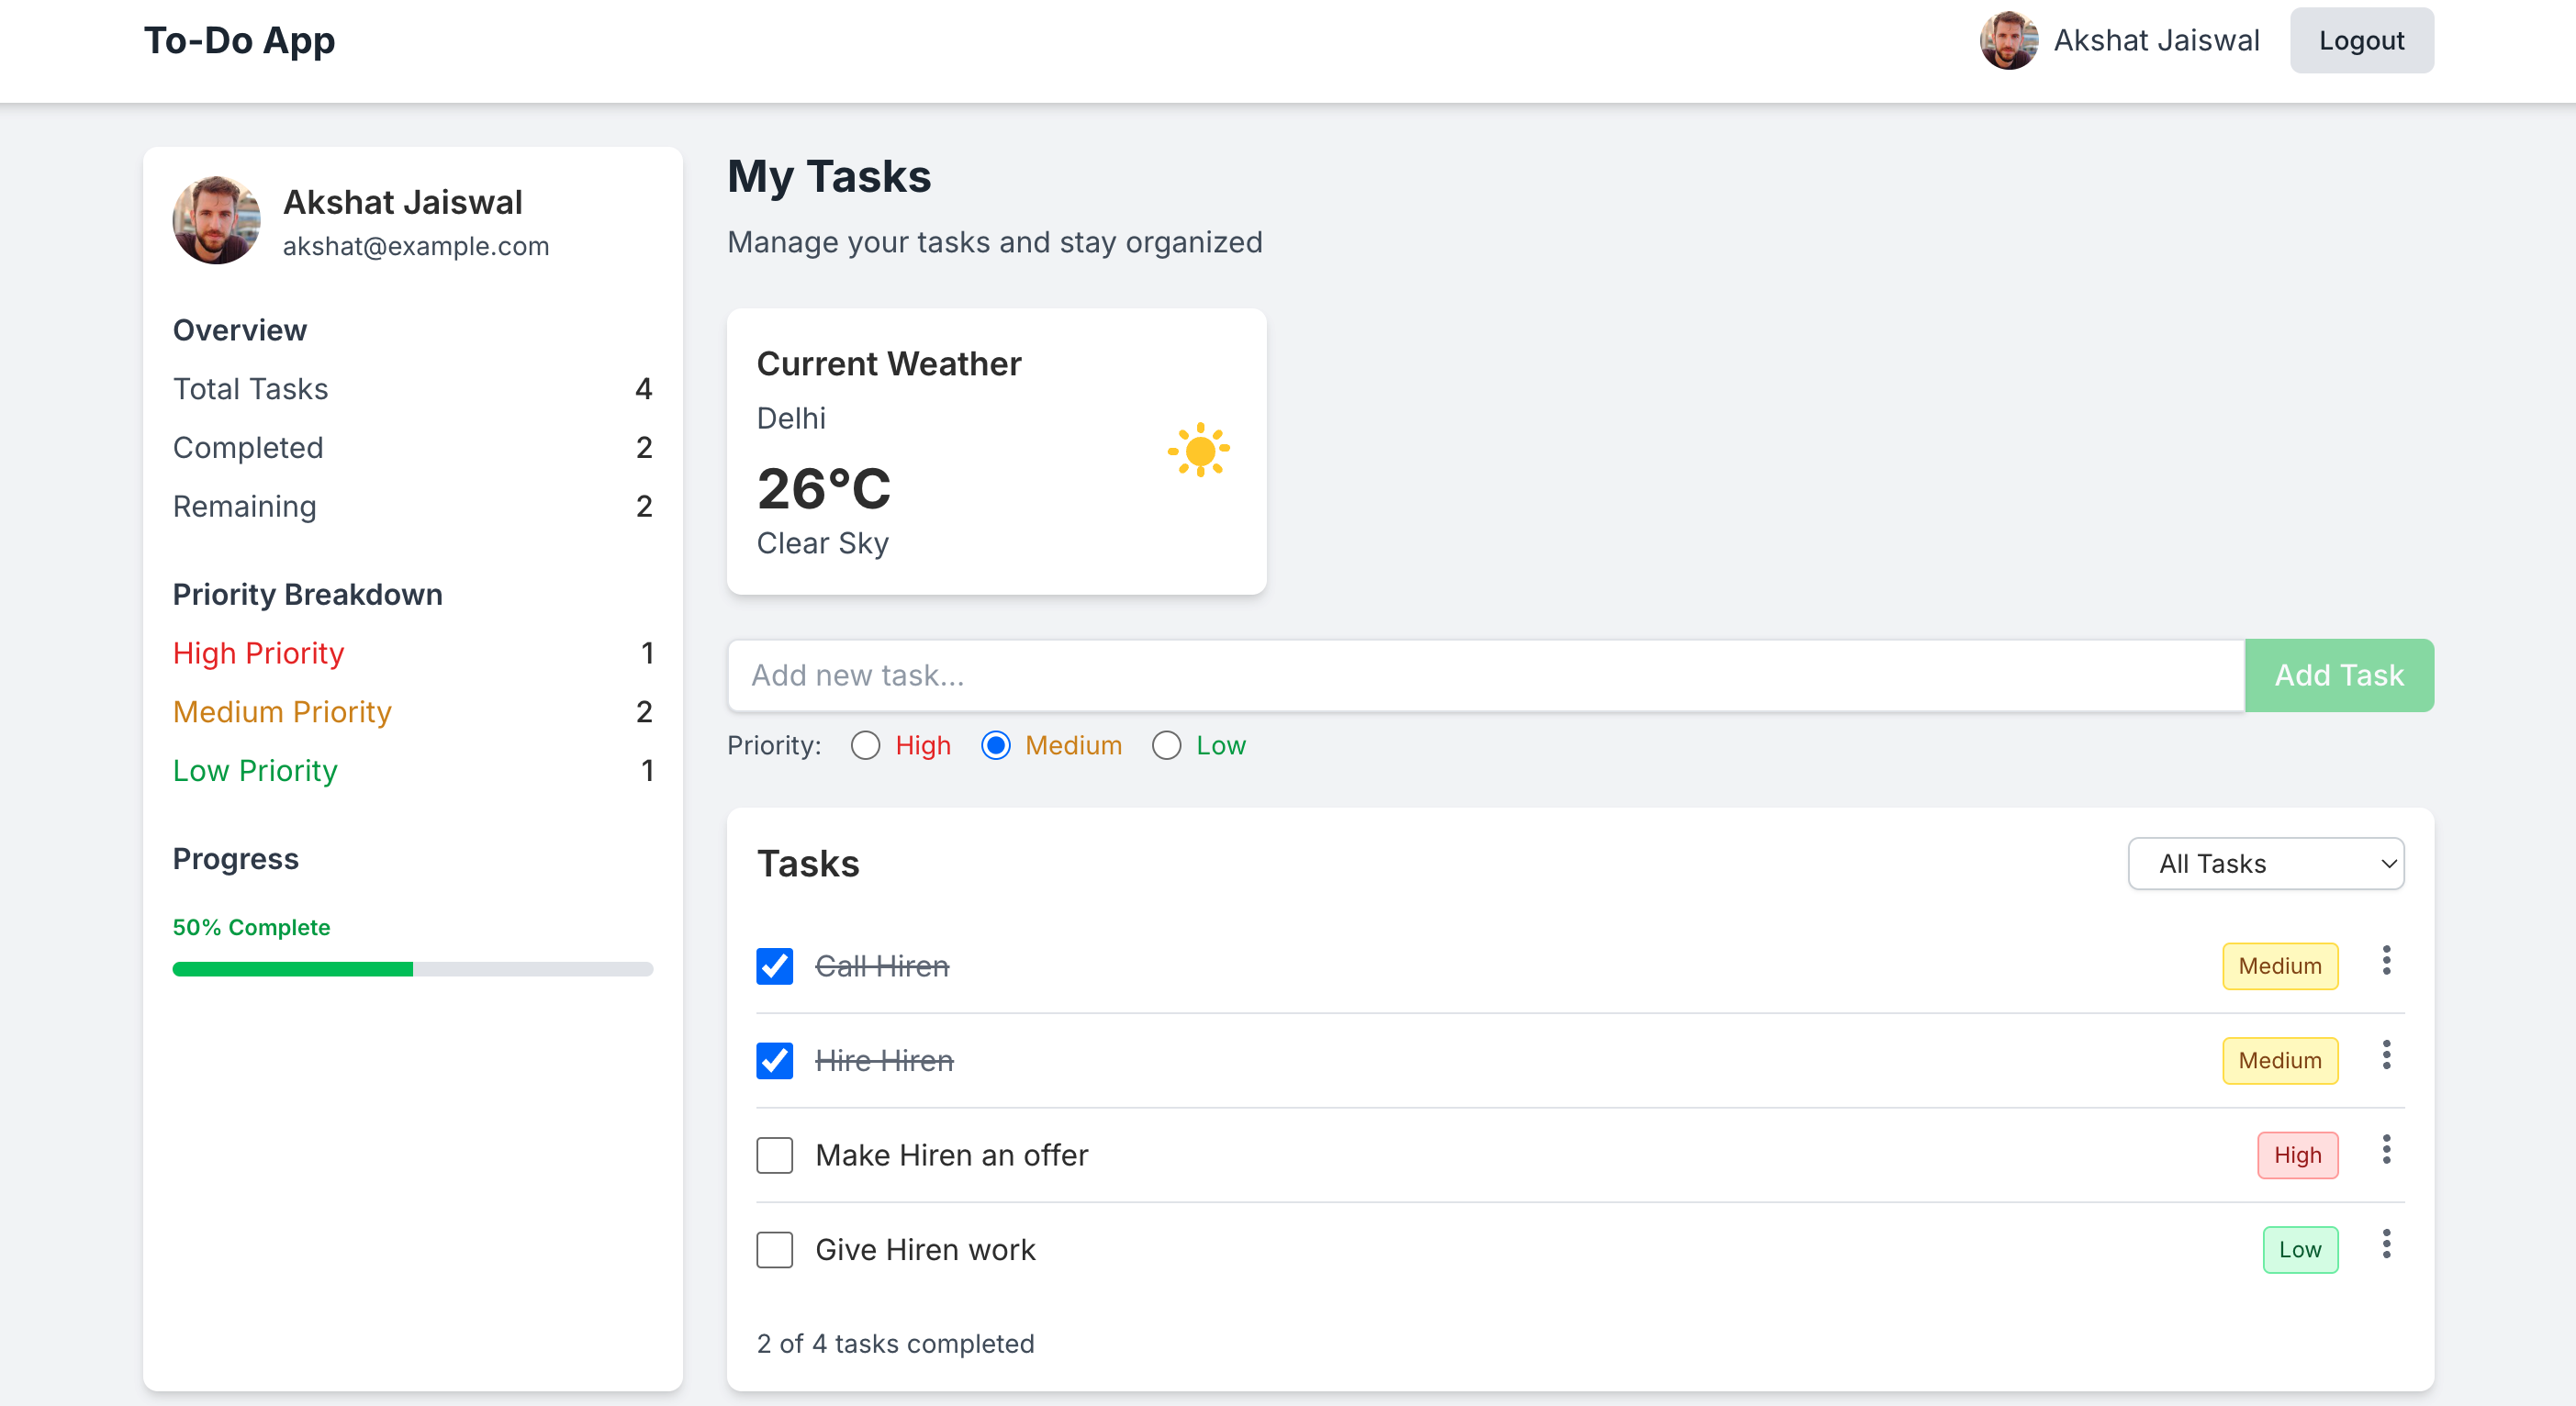 To-Do App
Akshat Jaiswal
Logout
Akshat Jaiswal
akshat@example.com
Overview
Total Tasks 4
Completed 2
Remaining 2
Priority Breakdown
High Priority 1
Medium Priority 2
Low Priority 1
Progress
50% Complete
My Tasks
Manage your tasks and stay organized
Current Weather
Delhi
26°C
Clear Sky
Add new task...
Add Task
Priority: High Medium Low
Tasks
All Tasks
Call Hiren Medium
Hire Hiren Medium
Make Hiren an offer High
Give Hiren work Low
2 of 4 tasks completed